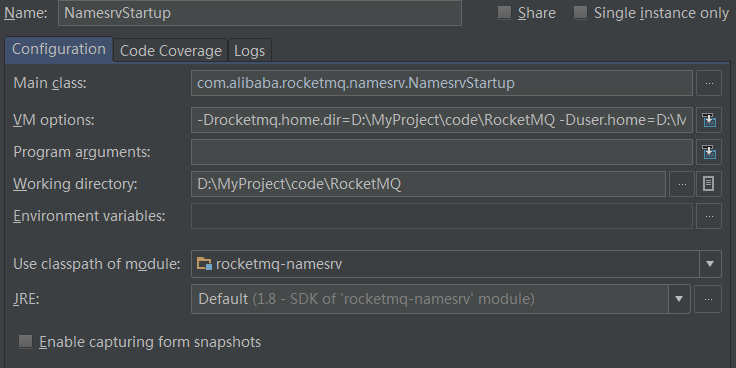 Name: NamesrvStartup Share Single instance only
Configuration Code Coverage Logs
Main class: com.alibaba.rocketmq.namesrv.NamesrvStartup ...
VM options: -Drocketmq.home.dir=D:\MyProject\code\RocketMQ -Duser.home=D:\M
Program arguments:
Working directory: D:\MyProject\code\RocketMQ ...
Environment variables: ...
Use classpath of module: rocketmq-namesrv
JRE: Default (1.8 - SDK of 'rocketmq-namesrv' module) ...
Enable capturing form snapshots